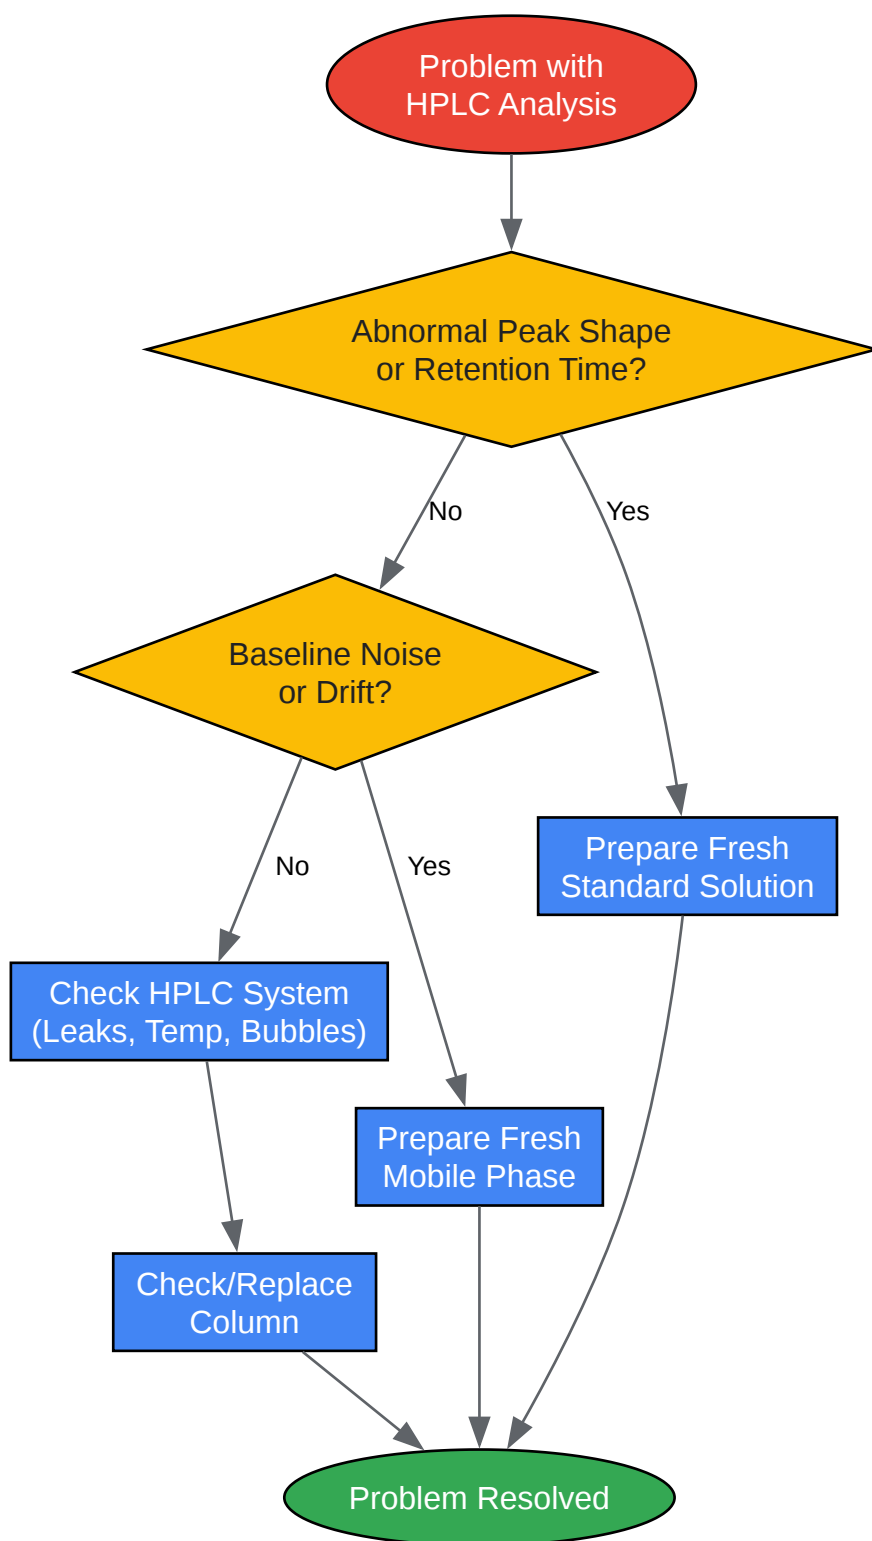 Problem with
HPLC Analysis
Abnormal Peak Shape
or Retention Time?
No
Yes
Baseline Noise
or Drift?
No
Yes
Prepare Fresh
Standard Solution
Check HPLC System
(Leaks, Temp, Bubbles)
Prepare Fresh
Mobile Phase
Check/Replace
Column
Problem Resolved